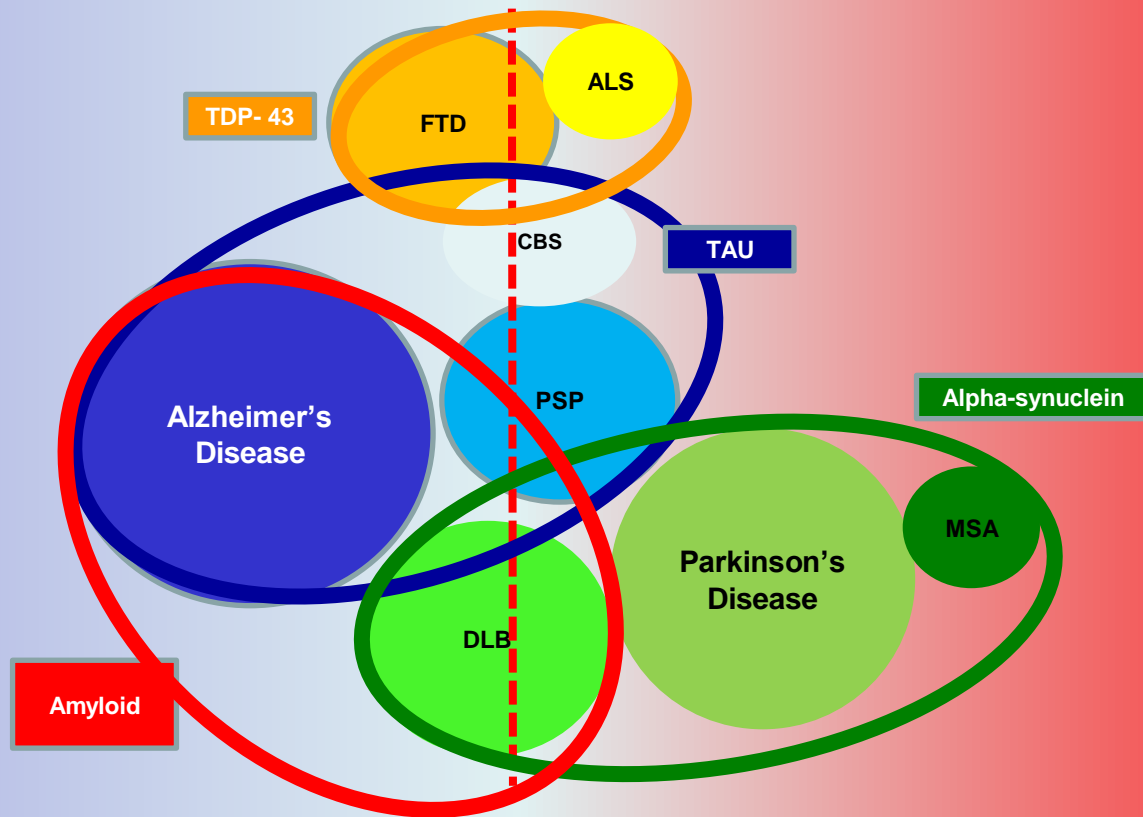 ALS
TDP- 43
FTD
CBS
TAU
PSP
Alpha-synuclein
Alzheimer’s
Disease
MSA
Parkinson’s
Disease
DLB
Amyloid